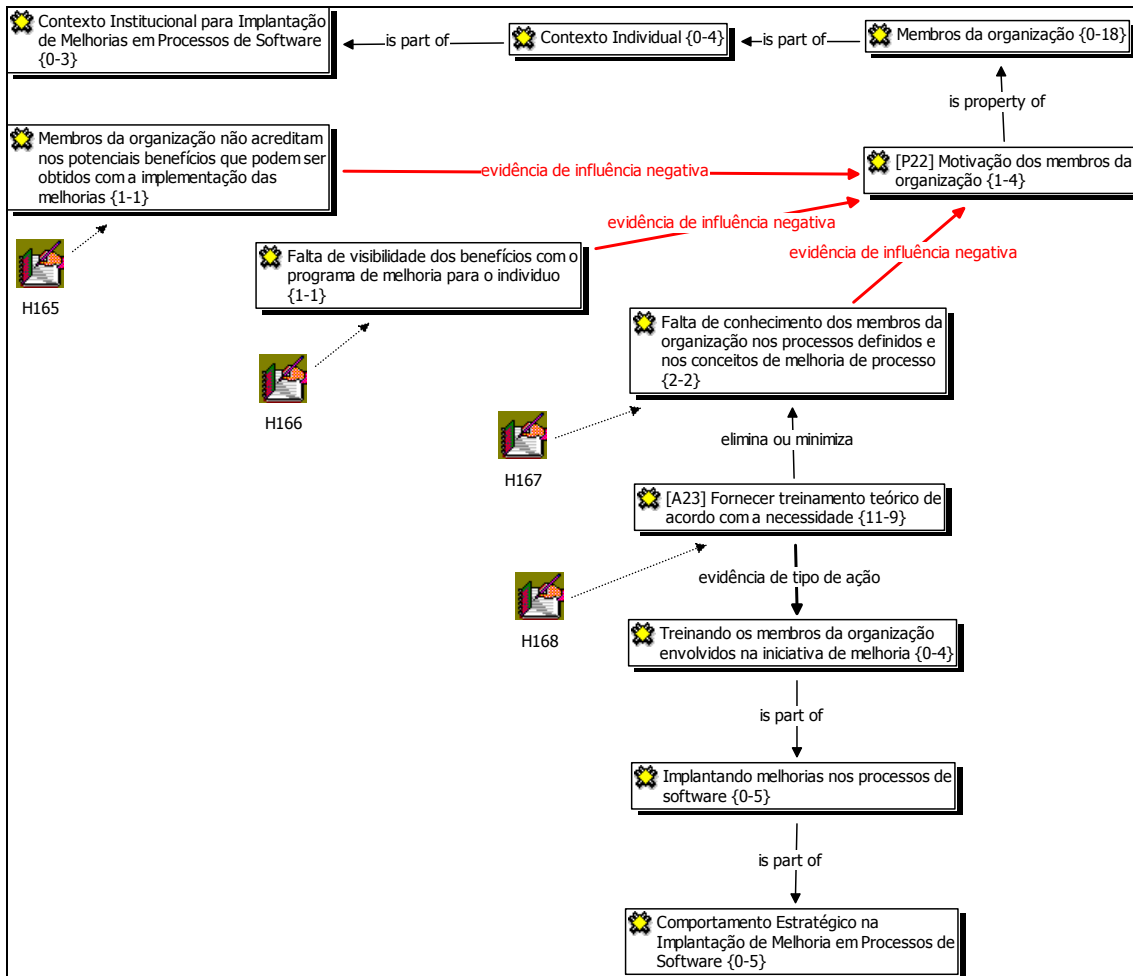 Contexto Institucional para Implantação
de Melhorias em Processos de Software
{0-3}
is part of
Contexto Individual {0-4}
is part of
Membros da organização {0-18}
is property of
Membros da organização não acreditam
nos potenciais benefícios que podem ser
obtidos com a implementação das
melhorias {1-1}
evidência de influência negativa
[P22] Motivação dos membros da
organização {1-4}
evidência de influência negativa
evidência de influência negativa
H165
Falta de visibilidade dos benefícios com o
programa de melhoria para o individuo
{1-1}
H166
Falta de conhecimento dos membros da
organização nos processos definidos e
nos conceitos de melhoria de processo
{2-2}
H167
elimina ou minimiza
[A23] Fornecer treinamento teórico de
acordo com a necessidade {11-9}
H168
evidência de tipo de ação
Treinando os membros da organização
envolvidos na iniciativa de melhoria {0-4}
is part of
Implantando melhorias nos processos de
software {0-5}
is part of
Comportamento Estratégico na
Implantação de Melhoria em Processos de
Software {0-5}